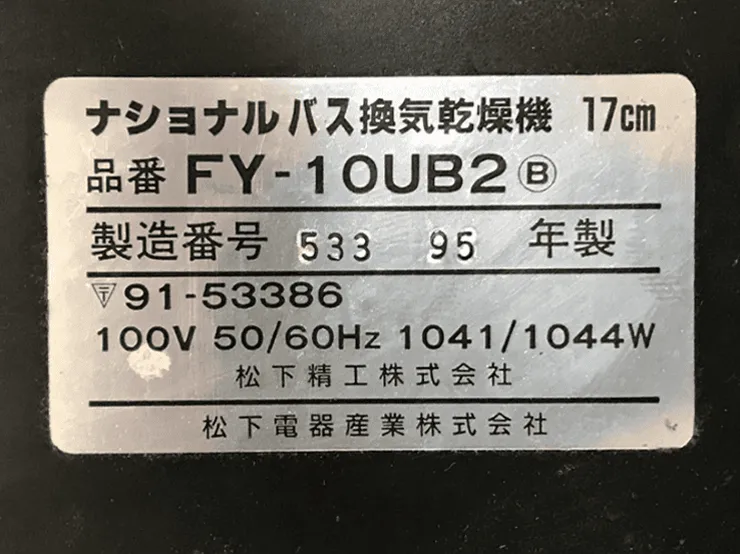 ナショナルバス換気乾燥機 17cm
品番 FY-10UB2 Ⓑ
製造番号 533 95 年製
〒91-53386
100V 50/60Hz 1041/1044W
松下精工株式会社
松下電器産業株式会社